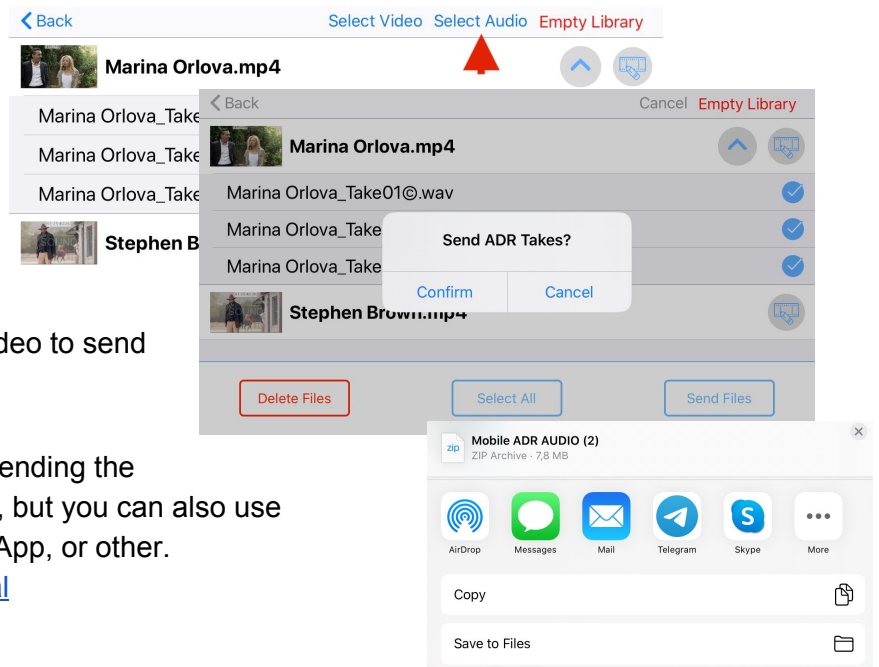 Back Select Video Select Audio Empty Library
Marina Orlova.mp4
Marina Orlova_Take
Marina Orlova_Take
Marina Orlova_Take
Stephen B
Back Cancel Empty Library
Marina Orlova.mp4
Marina Orlova_Take01©.wav
Marina Orlova_Take
Marina Orlova_Take
Stephen Brown.mp4
Send ADR Takes?
Confirm Cancel
Delete Files Select All Send Files
deo to send
ending the
, but you can also use
App, or other.
al
zip Mobile ADR AUDIO (2)
ZIP Archive · 7,8 MB
AirDrop Messages Mail Telegram Skype More
Copy
Save to Files